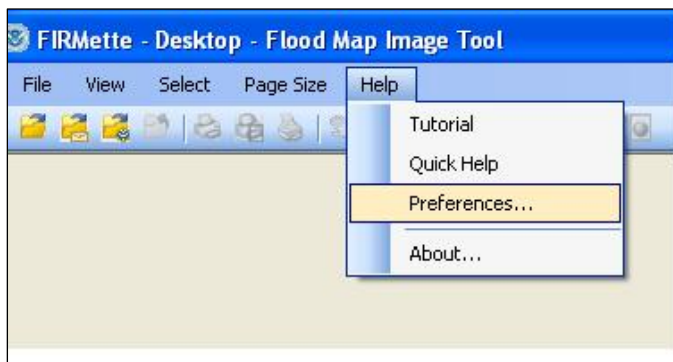 FIRMette - Desktop - Flood Map Image Tool
File View Select Page Size Help
Tutorial
Quick Help
Preferences...
About...